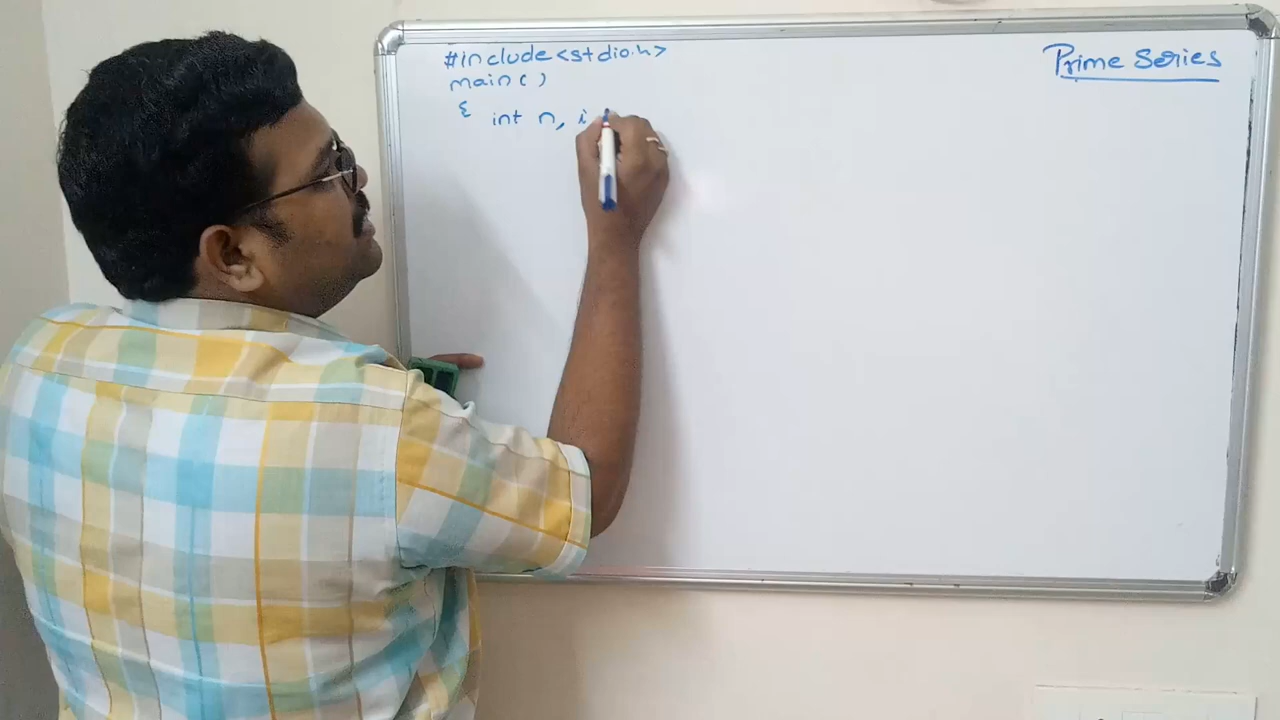 Prime Series
#include<stdio.h>
main()
{ int n, i